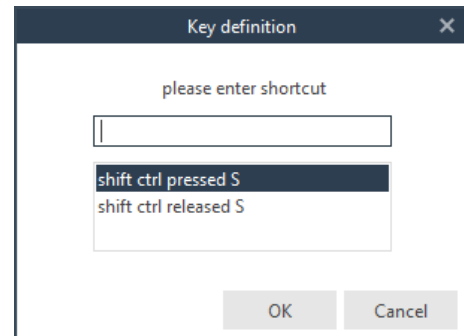 Key definition
please enter shortcut
shift ctrl pressed S
shift ctrl released S
OK Cancel